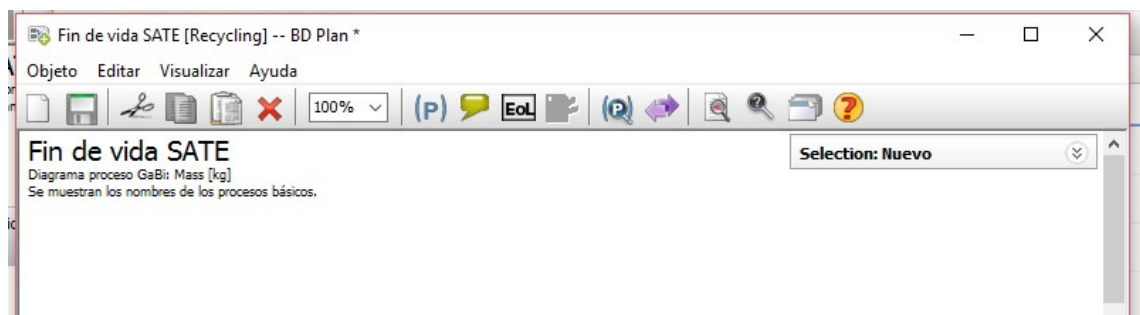 Fin de vida SATE [Recycling] -- BD Plan *
Objeto Editar Visualizar Ayuda
100% (P) EoL (P)
Fin de vida SATE
Diagrama proceso GaBi: Mass [kg]
Se muestran los nombres de los procesos básicos.
Selection: Nuevo